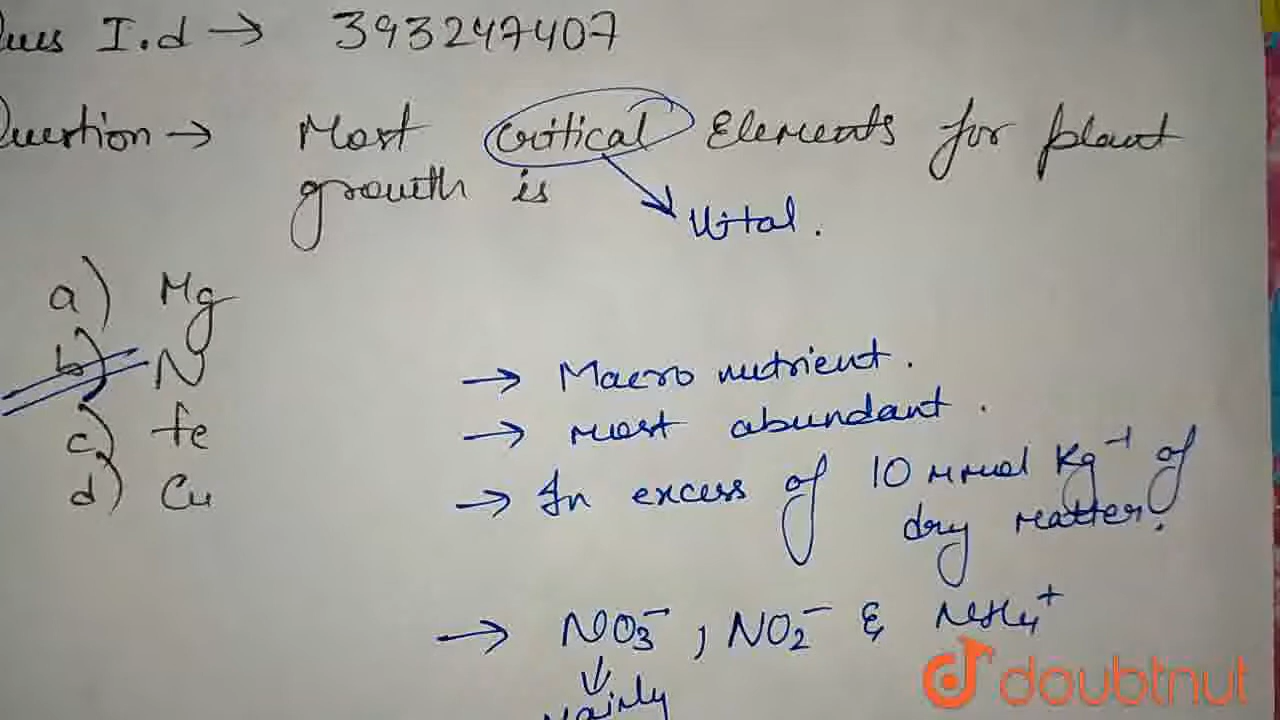 Ques I.d → 393247407
Question → Most Critical Elements for plant
growth is
Vital.
a) Mg
b) N
c) fe
d) Cu
→ Macro nutrient.
→ most abundant.
→ In excess of 10 mmol Kg⁻¹ of
dry matter.
→ NO₃⁻, NO₂⁻ & NH₄⁺
Mainly
doubtnut